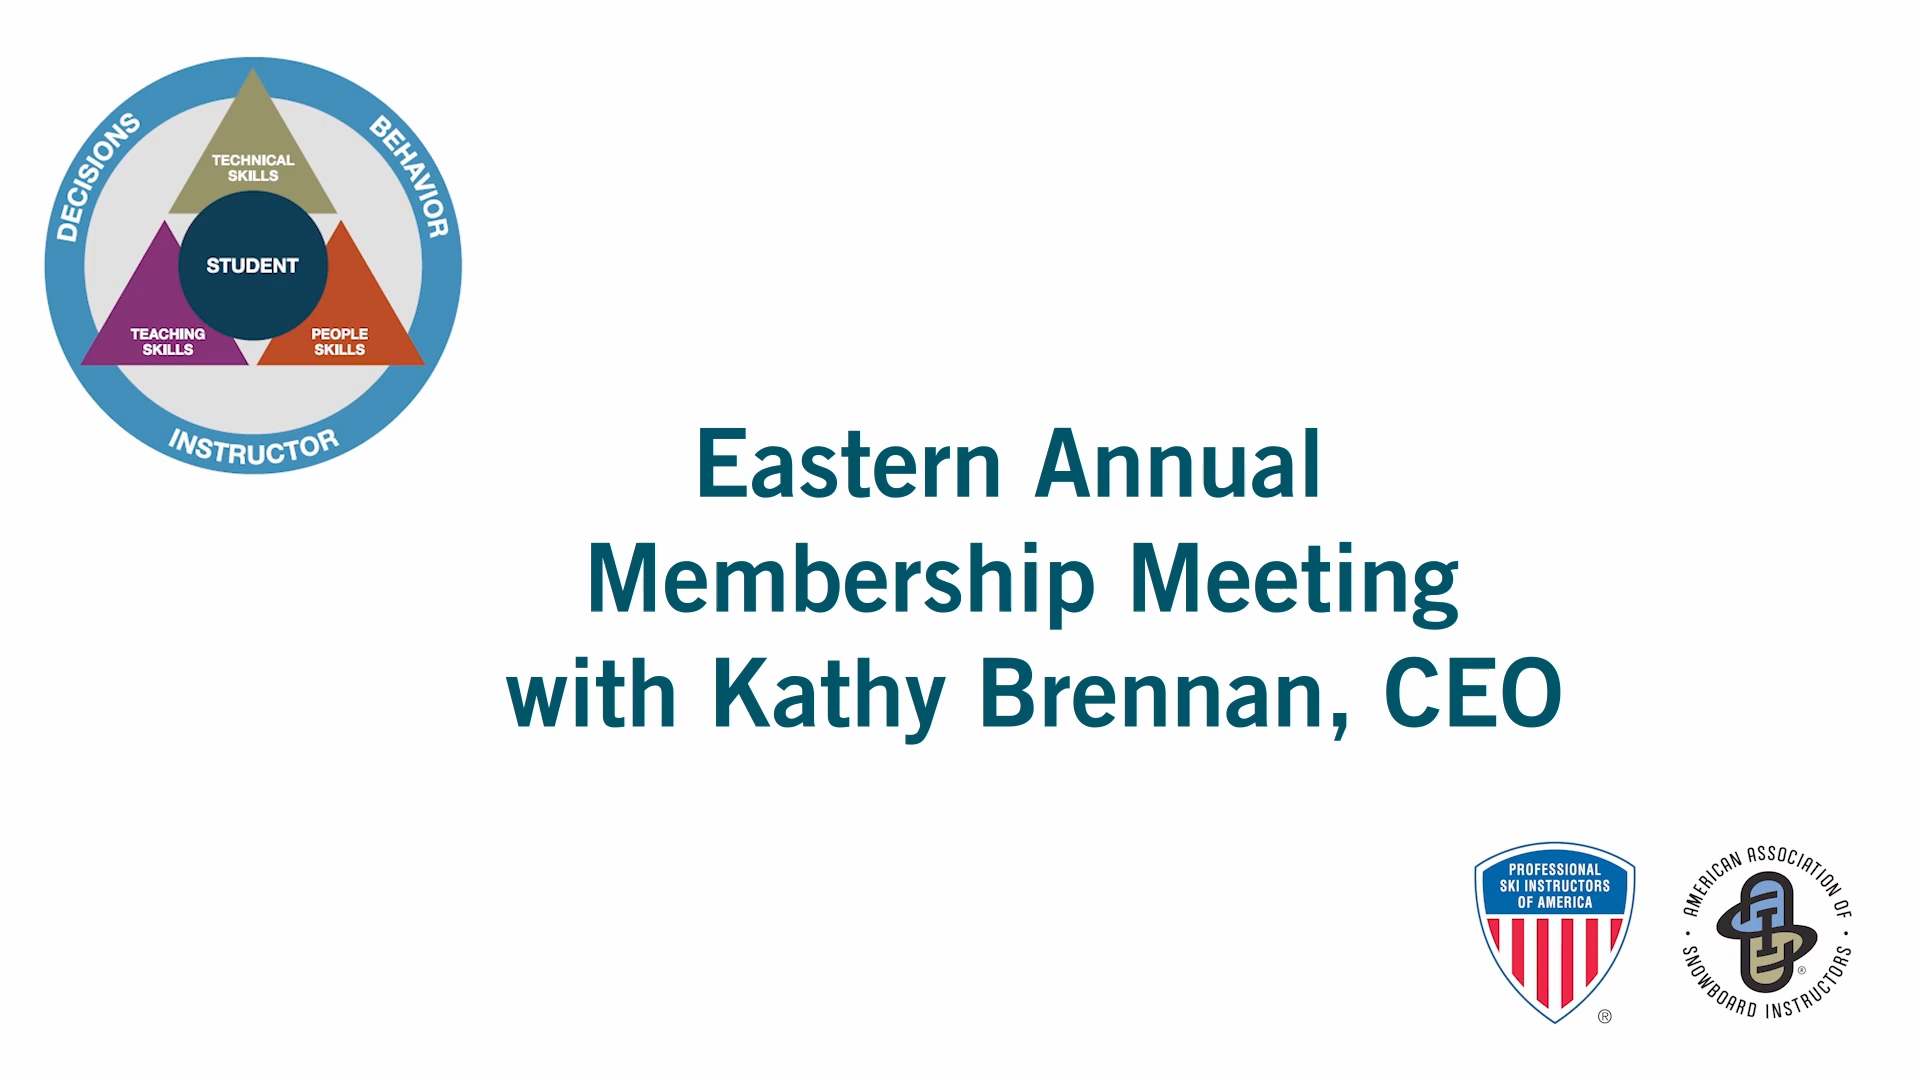 DECISIONS
BEHAVIOR
TECHNICAL
SKILLS
STUDENT
TEACHING
SKILLS
PEOPLE
SKILLS
INSTRUCTOR
Eastern Annual
Membership Meeting
with Kathy Brennan, CEO
PROFESSIONAL
SKI INSTRUCTORS
OF AMERICA
®
AMERICAN ASSOCIATION OF
• SNOWBOARD INSTRUCTORS •
®